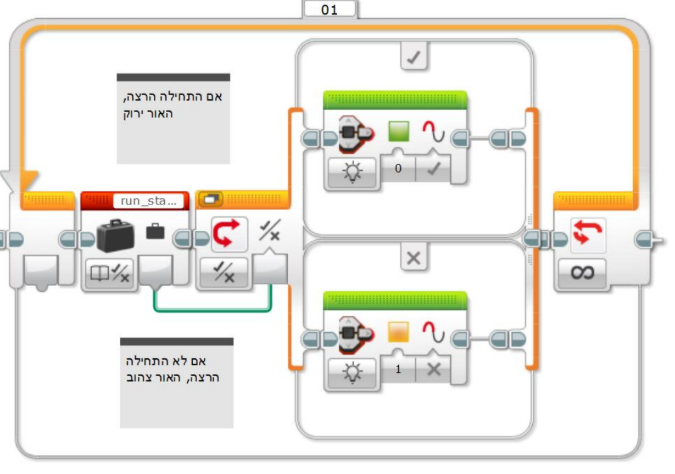 01
אם התחילה הרצה,
האור ירוק
run_sta...
0
אם לא התחילה
הרצה, האור צהוב
1